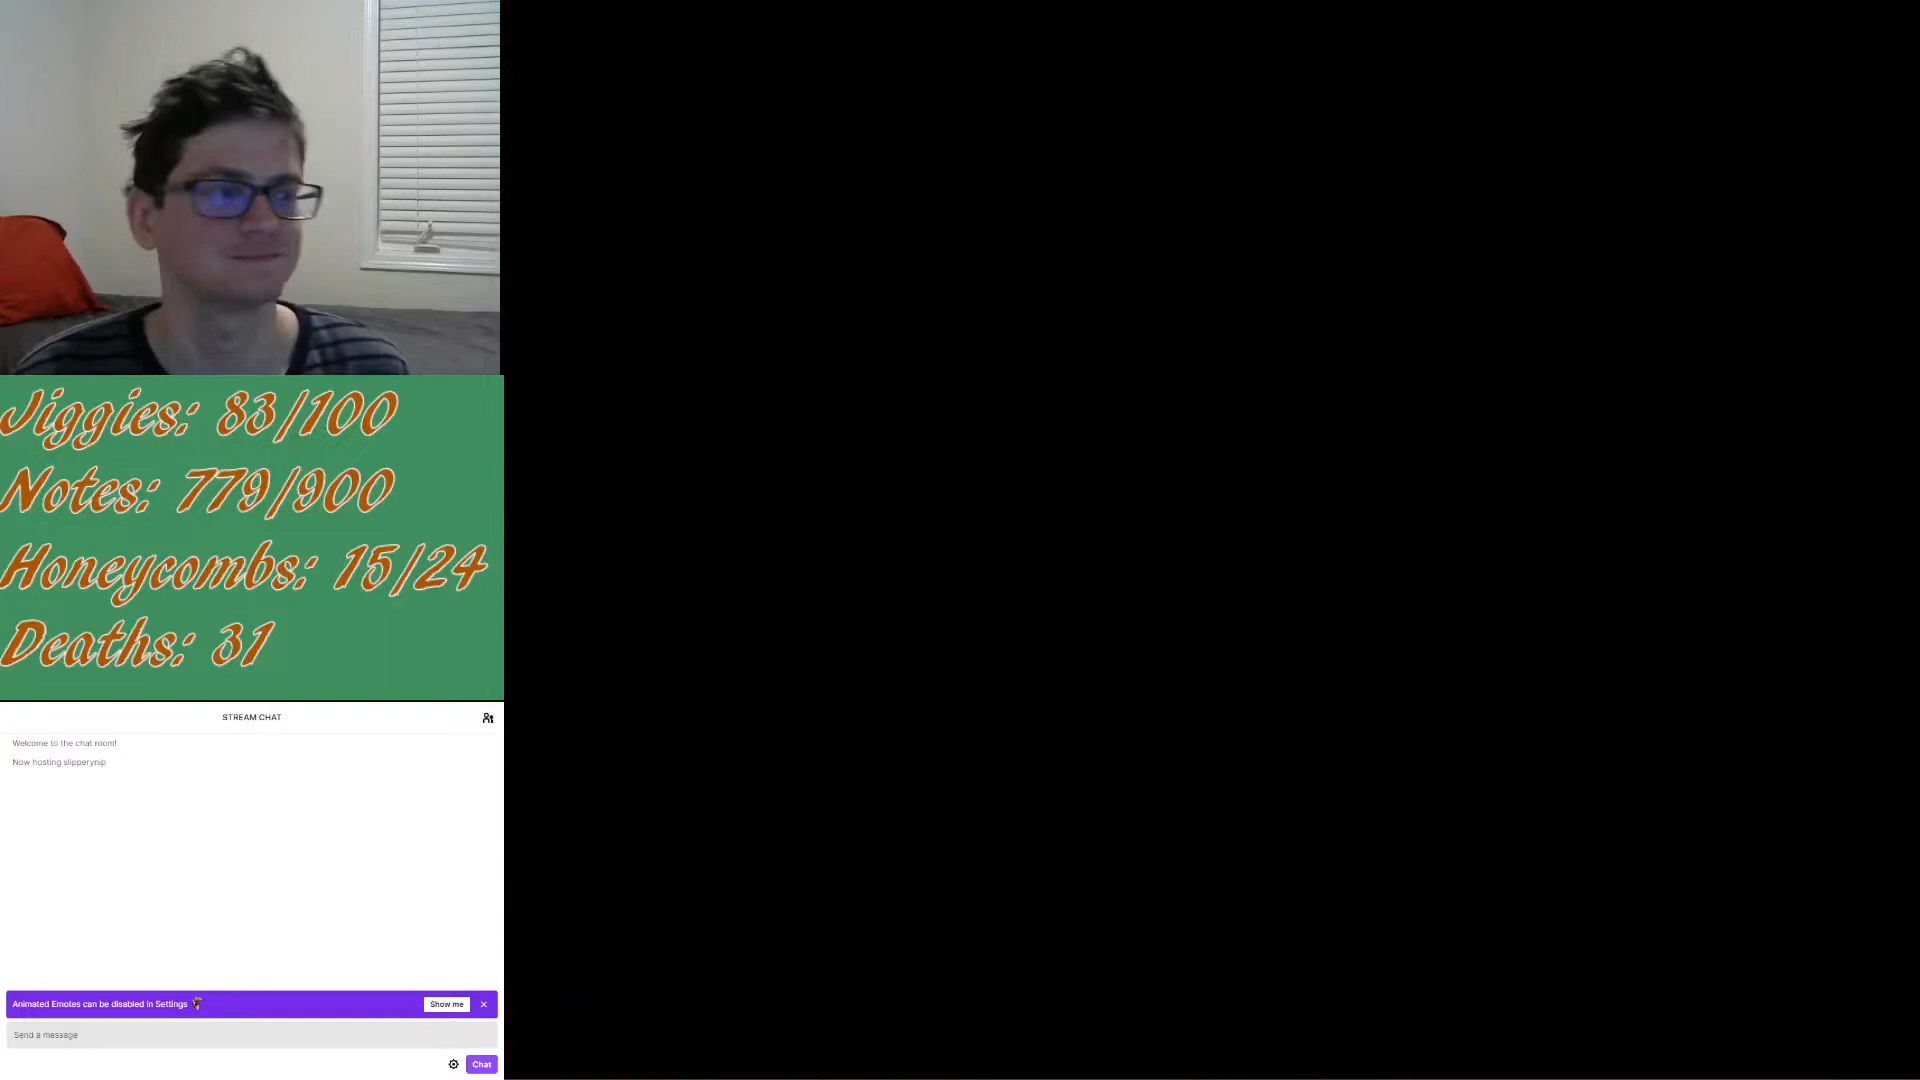 Jiggies: 83/100
Notes: 779/900
Honeycombs: 15/24
Deaths: 31
STREAM CHAT
Welcome to the chat room!
Now hosting slipperynip
Animated Emotes can be disabled in Settings
Show me
Send a message
Chat